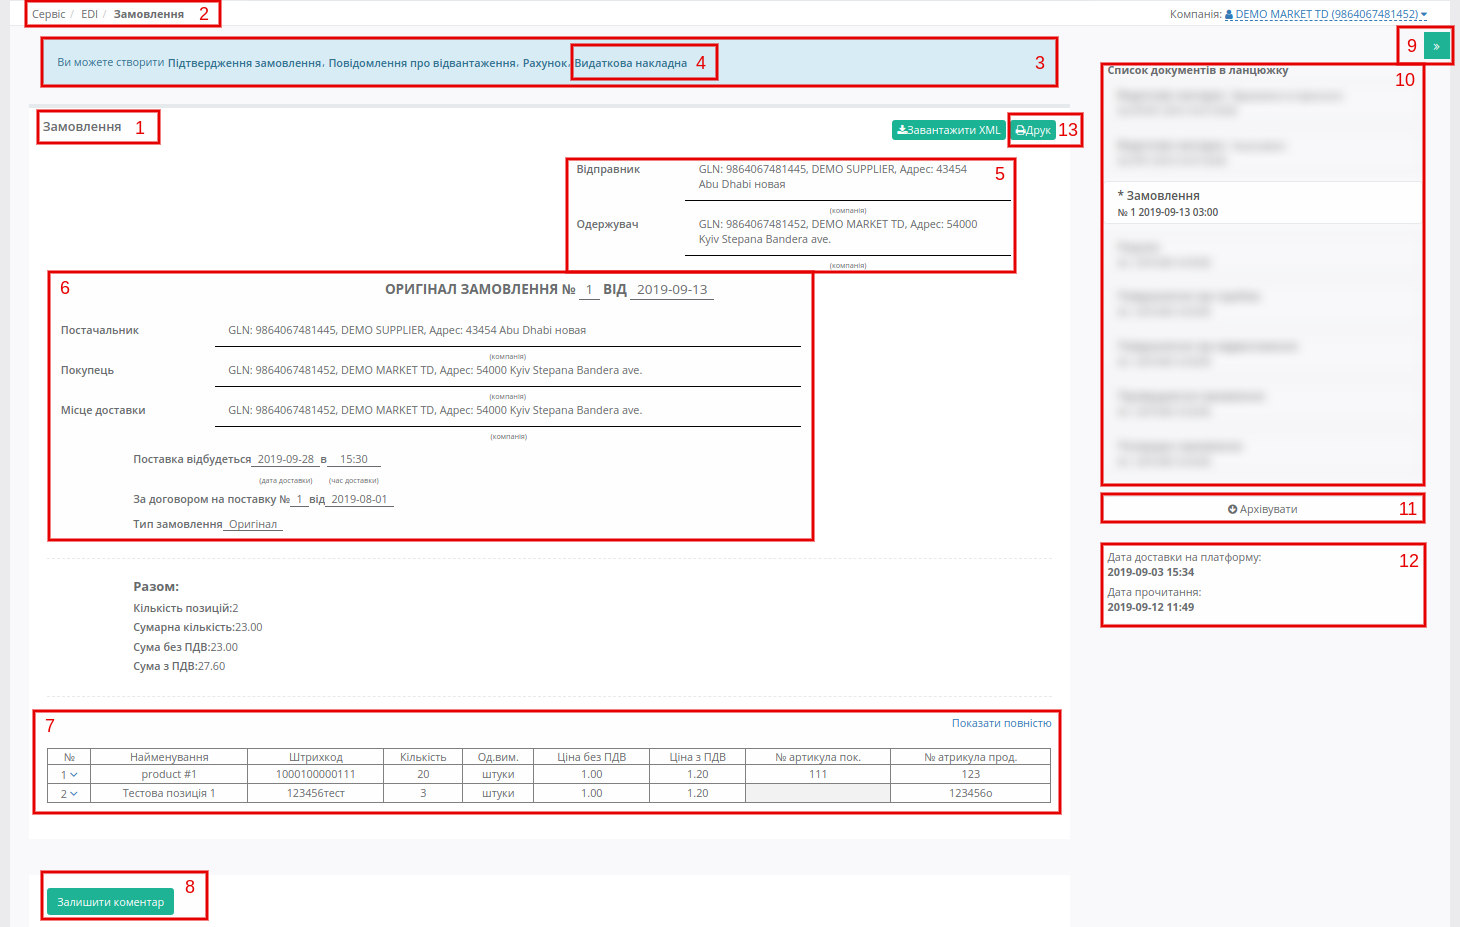 Сервіс / EDI / Замовлення 2
Компанія: DEMO MARKET TD (9864067481452)
9 »
Ви можете створити Підтвердження замовлення, Повідомлення про відвантаження, Рахунок, Видаткова накладна 4 3
Список документів в ланцюжку
10
Замовлення 1
Завантажити XML Друк 13
Відправник GLN: 9864067481445, DEMO SUPPLIER, Адрес: 43454 5
Abu Dhabi новая
(компанія)
Одержувач GLN: 9864067481452, DEMO MARKET TD, Адрес: 54000
Kyiv Stepana Bandera ave.
(компанія)
* Замовлення
№ 1 2019-09-13 03:00
6
ОРИГІНАЛ ЗАМОВЛЕННЯ № 1 ВІД 2019-09-13
Постачальник GLN: 9864067481445, DEMO SUPPLIER, Адрес: 43454 Abu Dhabi новая
(компанія)
Покупець GLN: 9864067481452, DEMO MARKET TD, Адрес: 54000 Kyiv Stepana Bandera ave.
(компанія)
Місце доставки GLN: 9864067481452, DEMO MARKET TD, Адрес: 54000 Kyiv Stepana Bandera ave.
(компанія)
Поставка відбудеться 2019-09-28 в 15:30
(дата доставки) (час доставки)
За договором на поставку № 1 від 2019-08-01
Тип замовлення Оригінал
Архівувати 11
Дата доставки на платформу: 12
2019-09-03 15:34
Дата прочитання:
2019-09-12 11:49
Разом:
Кількість позицій:2
Сумарна кількість:23.00
Сума без ПДВ:23.00
Сума з ПДВ:27.60
7 Показати повністю
№ Найменування Штрихкод Кількість Од.вим. Ціна без ПДВ Ціна з ПДВ № артикула пок. № атрикула прод.
1 product #1 1000100000111 20 штуки 1.00 1.20 111 123
2 Тестова позиція 1 123456тест 3 штуки 1.00 1.20 123456о
8
Залишити коментар